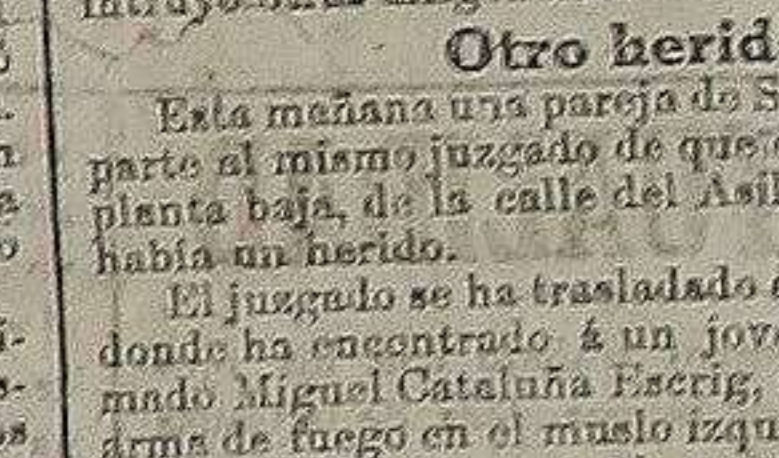 Otro herid
Esta mañana una pareja de S
parte al mismo juzgado de que
planta baja, de la calle del Asil
había un herido.
El juzgado se ha trasladado
donde ha encontrado á un jov
mado Miguel Cataluña Escrig,
arma de fuego en el muslo izqu